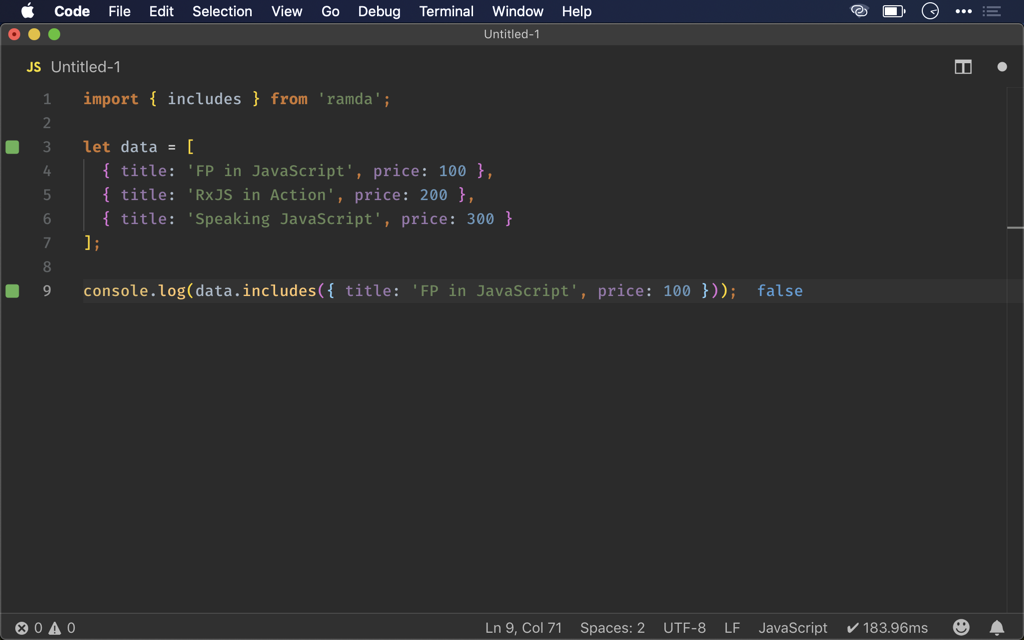 Code File Edit Selection View Go Debug Terminal Window Help
Untitled-1
JS Untitled-1
1 import { includes } from 'ramda';
2
3 let data = [
4 { title: 'FP in JavaScript', price: 100 },
5 { title: 'RxJS in Action', price: 200 },
6 { title: 'Speaking JavaScript', price: 300 }
7 ];
8
9 console.log(data.includes({ title: 'FP in JavaScript', price: 100 })); false
0 0 Ln 9, Col 71 Spaces: 2 UTF-8 LF JavaScript ✔ 183.96ms